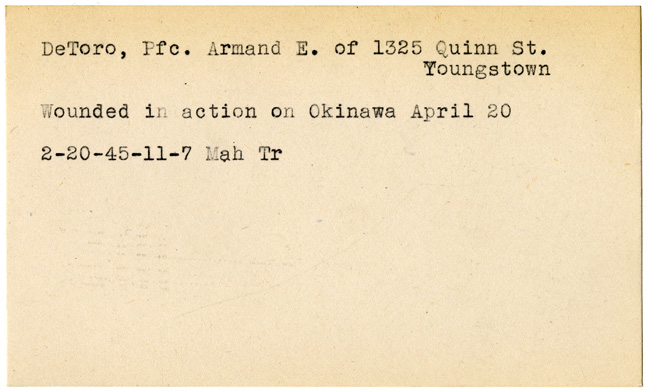 DeToro, Pfc. Armand E. of 1325 Quinn St.
Youngstown
Wounded in action on Okinawa April 20
2-20-45-11-7 Mah Tr